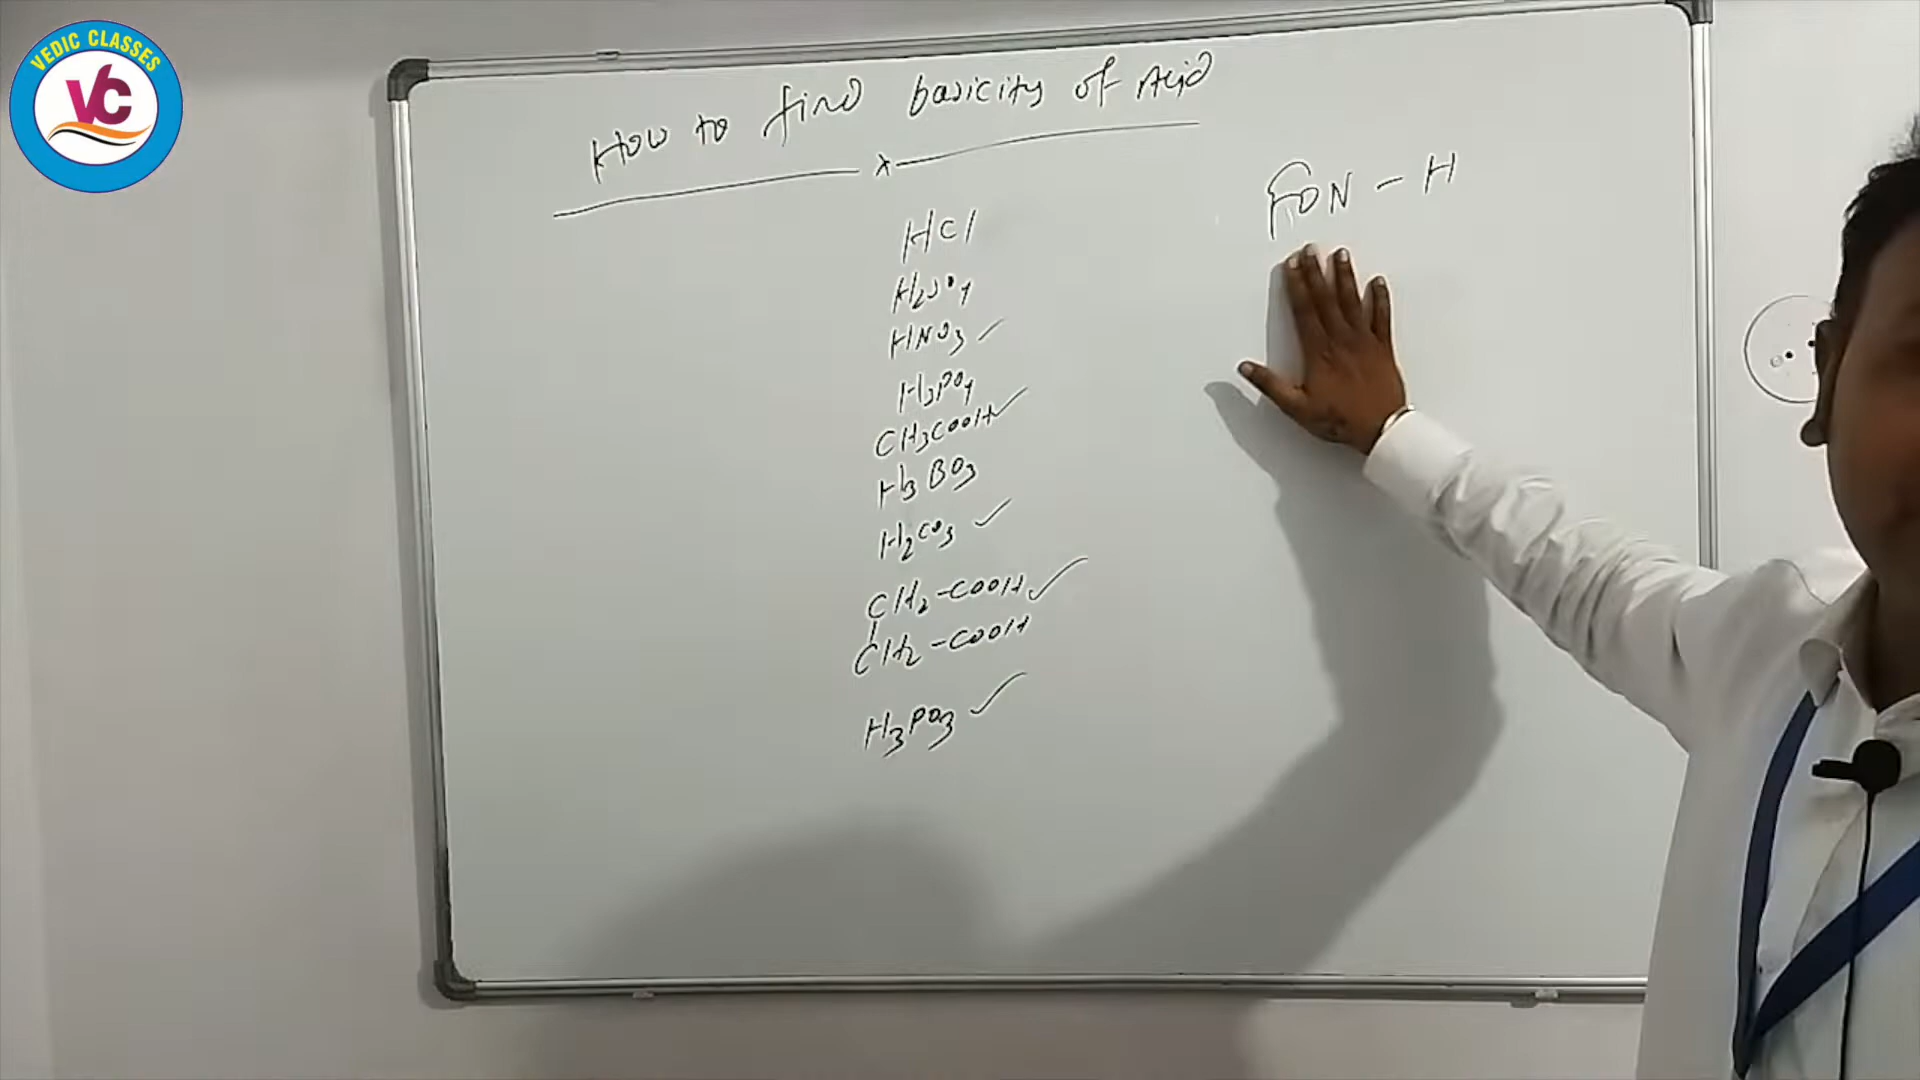 VEDIC CLASSES
VC
How to find basicity of Acid
x
HCl
H2SO4
HNO3 ✓
H3PO4
CH3COOH ✓
H3BO3
H2CO3 ✓
CH2-COOH ✓
CH2-COOH
H3PO3 ✓
FON - H